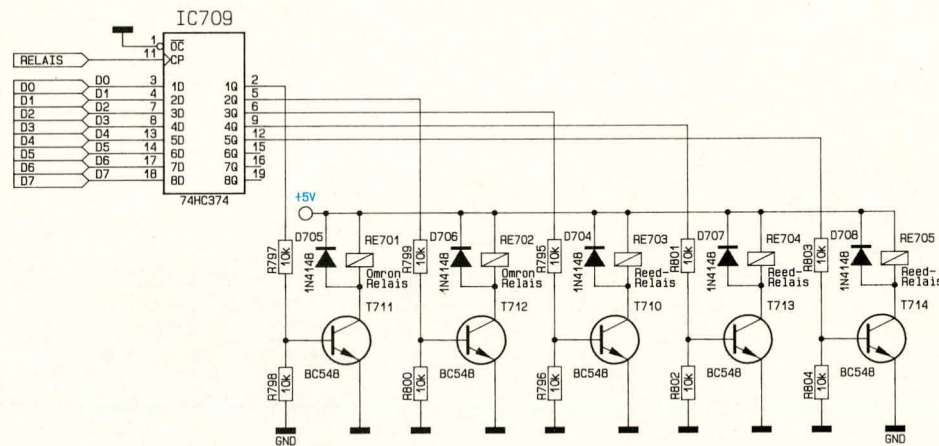 IC709
1 OC
RELAIS 11 CP
D0 D0 3 1D 1Q 2
D1 D1 4 2D 2Q 5
D2 D2 7 3D 3Q 6
D3 D3 8 4D 4Q 9
D4 D4 13 5D 5Q 12
D5 D5 14 6D 6Q 15
D6 D6 17 7D 7Q 16
D7 D7 18 8D 8Q 19
74HC374
+5V
R797 10k
D705
1N4148
RE701
Omron
Relais
T711
BC548
R798 10k
GND
R799 10k
D706
1N4148
RE702
Omron
Relais
T712
BC548
R800 10k
R795 10k
D704
1N4148
RE703
Reed-
Relais
T710
BC548
R796 10k
R801 10k
D707
1N4148
RE704
Reed-
Relais
T713
BC548
R802 10k
R803 10k
D708
1N4148
RE705
Reed-
Relais
T714
BC548
R804 10k
GND